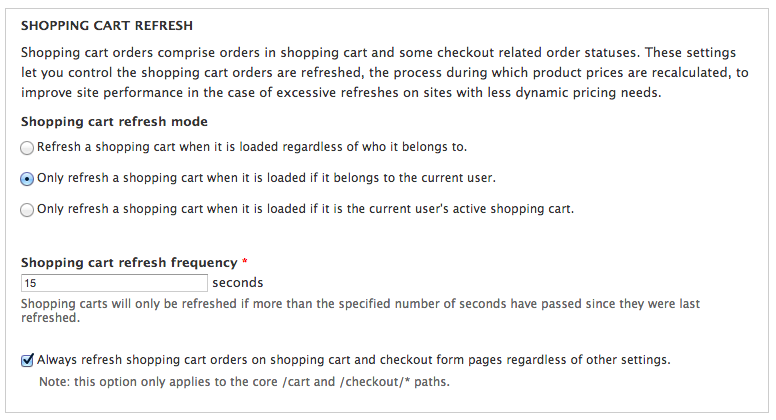 SHOPPING CART REFRESH
Shopping cart orders comprise orders in shopping cart and some checkout related order statuses. These settings
let you control the shopping cart orders are refreshed, the process during which product prices are recalculated, to
improve site performance in the case of excessive refreshes on sites with less dynamic pricing needs.
Shopping cart refresh mode
Refresh a shopping cart when it is loaded regardless of who it belongs to.
Only refresh a shopping cart when it is loaded if it belongs to the current user.
Only refresh a shopping cart when it is loaded if it is the current user's active shopping cart.
Shopping cart refresh frequency *
15 seconds
Shopping carts will only be refreshed if more than the specified number of seconds have passed since they were last
refreshed.
Always refresh shopping cart orders on shopping cart and checkout form pages regardless of other settings.
Note: this option only applies to the core /cart and /checkout/* paths.